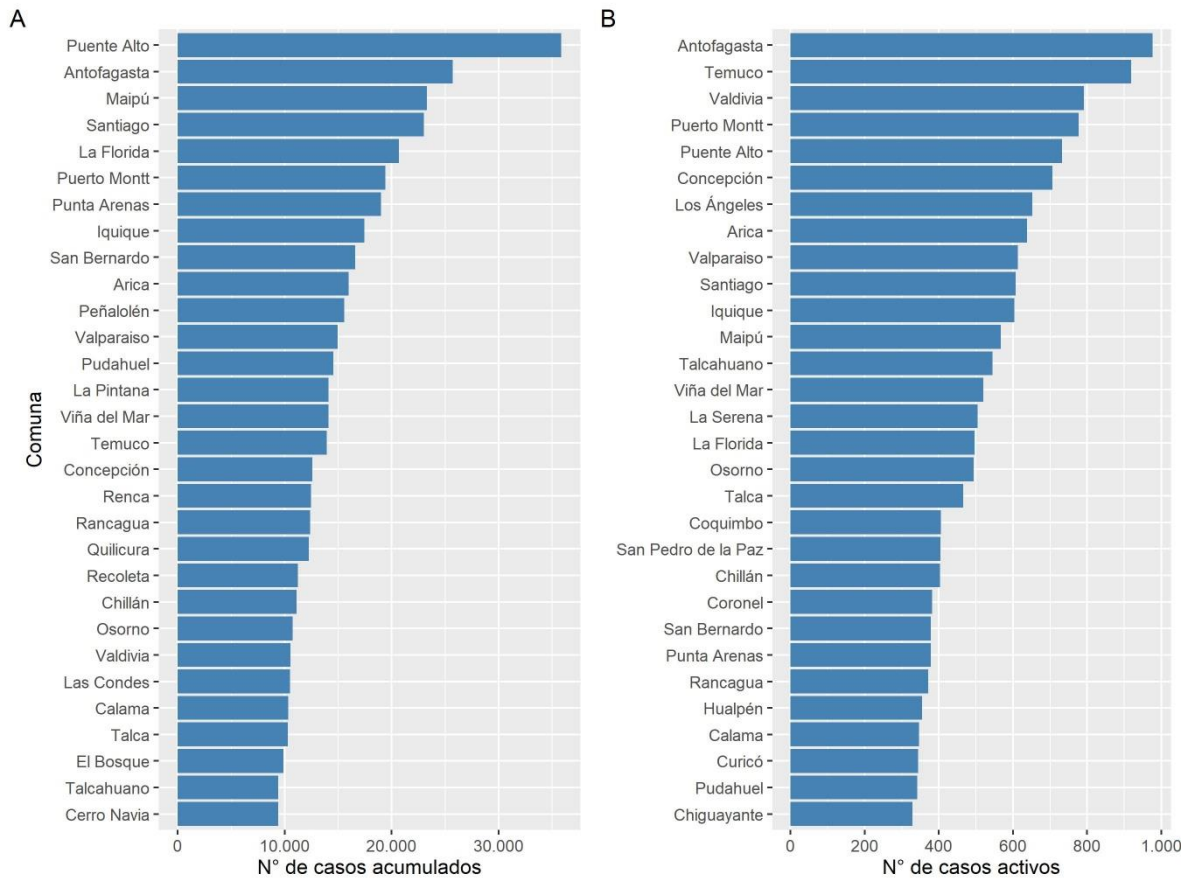 A
Puente Alto
Antofagasta
Maipú
Santiago
La Florida
Puerto Montt
Punta Arenas
Iquique
San Bernardo
Arica
Peñalolén
Valparaiso
Pudahuel
La Pintana
Viña del Mar
Temuco
Concepción
Renca
Rancagua
Quilicura
Recoleta
Chillán
Osorno
Valdivia
Las Condes
Calama
Talca
El Bosque
Talcahuano
Cerro Navia
Comuna
0 10.000 20.000 30.000
N° de casos acumulados
B
Antofagasta
Temuco
Valdivia
Puerto Montt
Puente Alto
Concepción
Los Ángeles
Arica
Valparaiso
Santiago
Iquique
Maipú
Talcahuano
Viña del Mar
La Serena
La Florida
Osorno
Talca
Coquimbo
San Pedro de la Paz
Chillán
Coronel
San Bernardo
Punta Arenas
Rancagua
Hualpén
Calama
Curicó
Pudahuel
Chiguayante
0 200 400 600 800 1.000
N° de casos activos